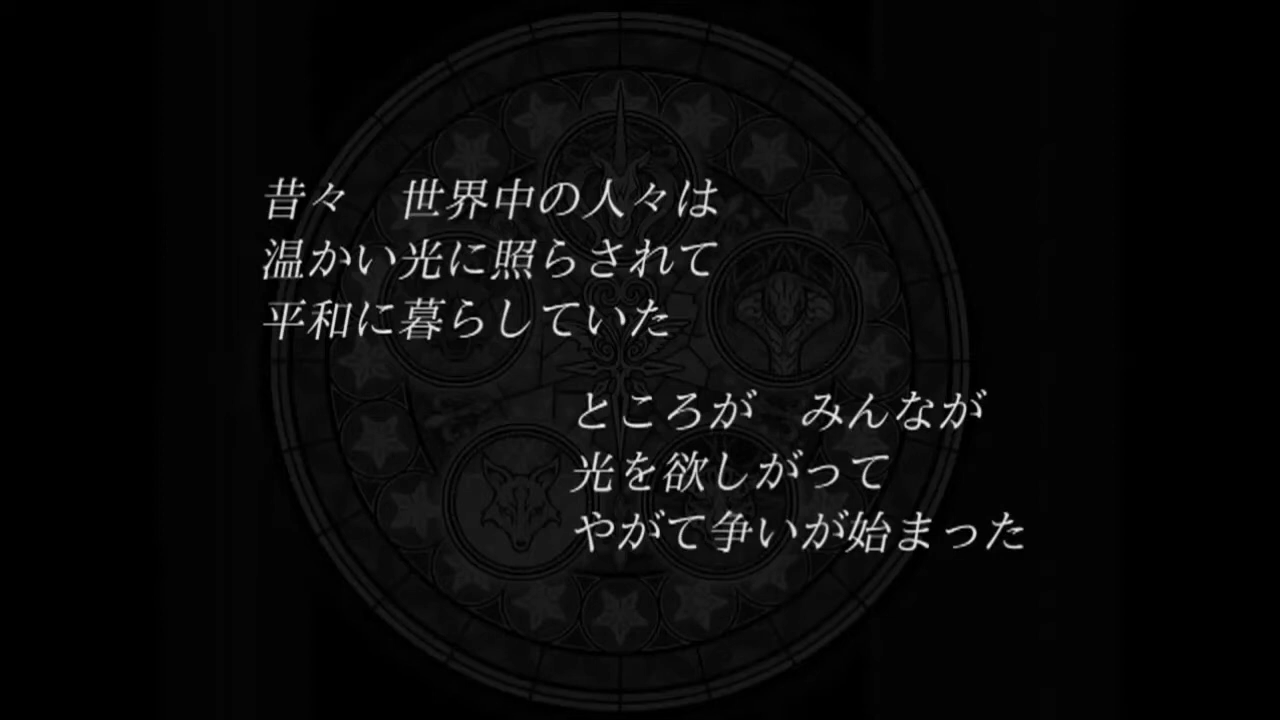 昔々　世界中の人々は
温かい光に照らされて
平和に暮らしていた
ところが　みんなが
光を欲しがって
やがて争いが始まった